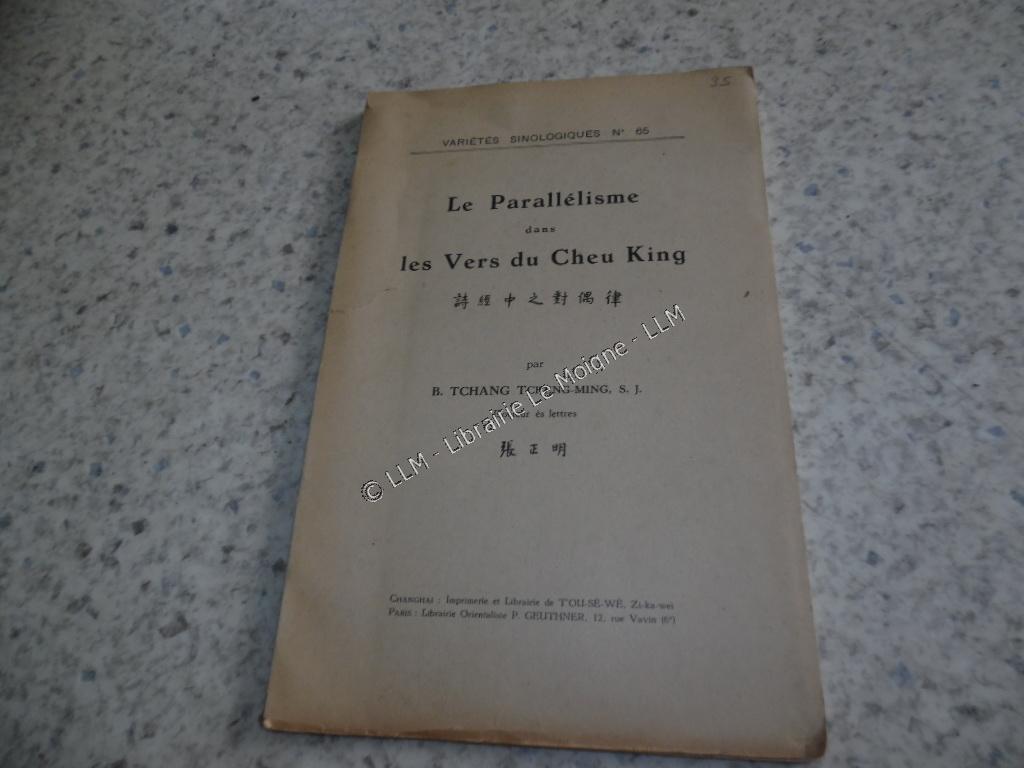 35
VARIÉTÉS SINOLOGIQUES N° 65
Le Parallélisme
dans
les Vers du Cheu King
詩經中之對偶律
par
B. TCHANG TCHENG-MING, S. J.
ès lettres
張正明
CHANGHAI : Imprimerie et Librairie de T'OU-SÈ-WÈ, Zi-ka-wei
PARIS : Librairie Orientaliste P. GEUTHNER, 12, rue Vavin (6e)
© LLM - Librairie Le Moigne - LLM